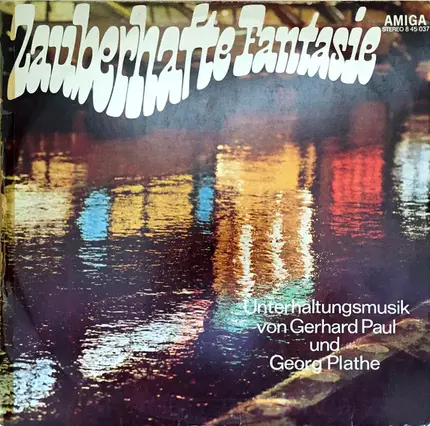 Zauberhafte Fantasie
AMIGA
STEREO 8 45 037
Unterhaltungsmusik
von Gerhard Paul
und
Georg Plathe